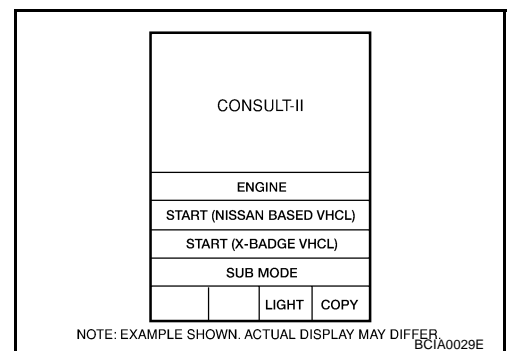 CONSULT-II
ENGINE
START (NISSAN BASED VHCL)
START (X-BADGE VHCL)
SUB MODE
LIGHT COPY
NOTE: EXAMPLE SHOWN. ACTUAL DISPLAY MAY DIFFER.
BCIA0029E